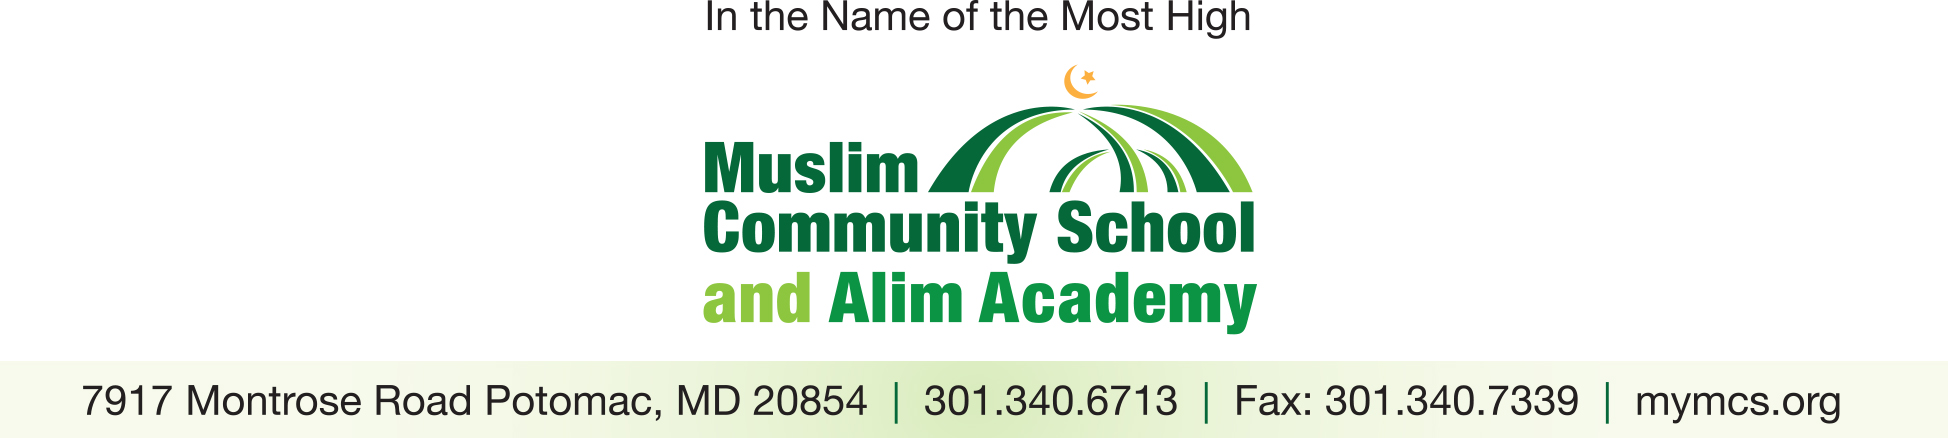 In the Name of the Most High
Muslim
Community School
and Alim Academy
7917 Montrose Road Potomac, MD 20854 | 301.340.6713 | Fax: 301.340.7339 | mymcs.org